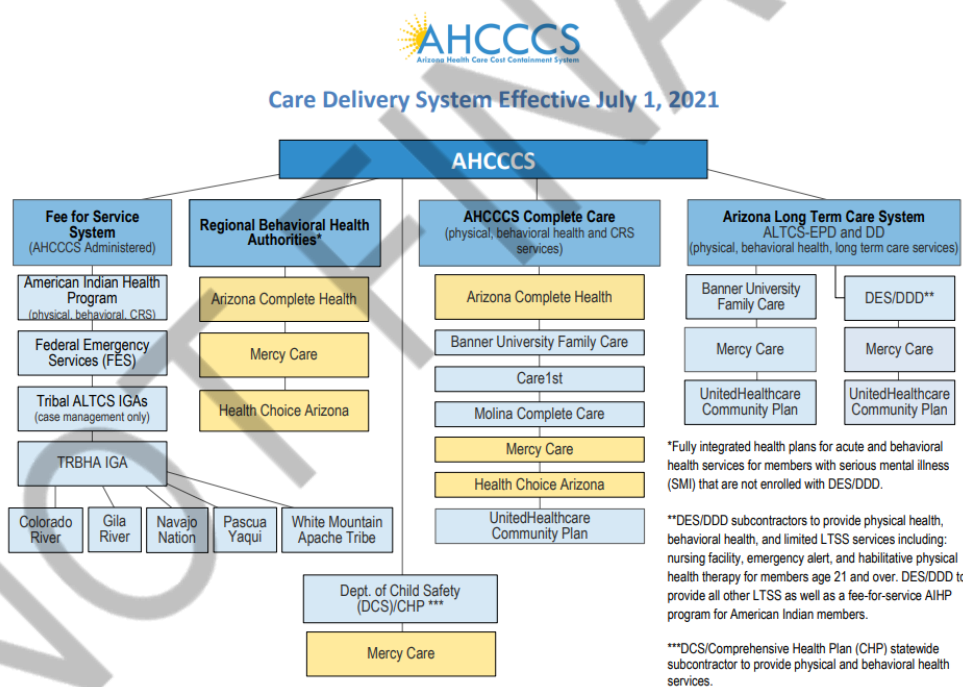 AHCCCS
Arizona Health Care Cost Containment System
Care Delivery System Effective July 1, 2021
AHCCCS
Fee for Service
System
(AHCCCS Administered)
American Indian Health
Program
(physical, behavioral, CRS)
Federal Emergency
Services (FES)
Tribal ALTCS IGAs
(case management only)
TRBHA IGA
Colorado
River
Gila
River
Navajo
Nation
Pascua
Yaqui
White Mountain
Apache Tribe
Regional Behavioral Health
Authorities*
Arizona Complete Health
Mercy Care
Health Choice Arizona
Dept. of Child Safety
(DCS)/CHP ***
Mercy Care
AHCCCS Complete Care
(physical, behavioral health and CRS
services)
Arizona Complete Health
Banner University Family Care
Care1st
Molina Complete Care
Mercy Care
Health Choice Arizona
UnitedHealthcare
Community Plan
Arizona Long Term Care System
ALTCS-EPD and DD
(physical, behavioral health, long term care services)
Banner University
Family Care
Mercy Care
UnitedHealthcare
Community Plan
DES/DDD**
Mercy Care
UnitedHealthcare
Community Plan
*Fully integrated health plans for acute and behavioral
health services for members with serious mental illness
(SMI) that are not enrolled with DES/DDD.
**DES/DDD subcontractors to provide physical health,
behavioral health, and limited LTSS services including:
nursing facility, emergency alert, and habilitative physical
health therapy for members age 21 and over. DES/DDD to
provide all other LTSS as well as a fee-for-service AIHP
program for American Indian members.
***DCS/Comprehensive Health Plan (CHP) statewide
subcontractor to provide physical and behavioral health
services.
NOT FINA